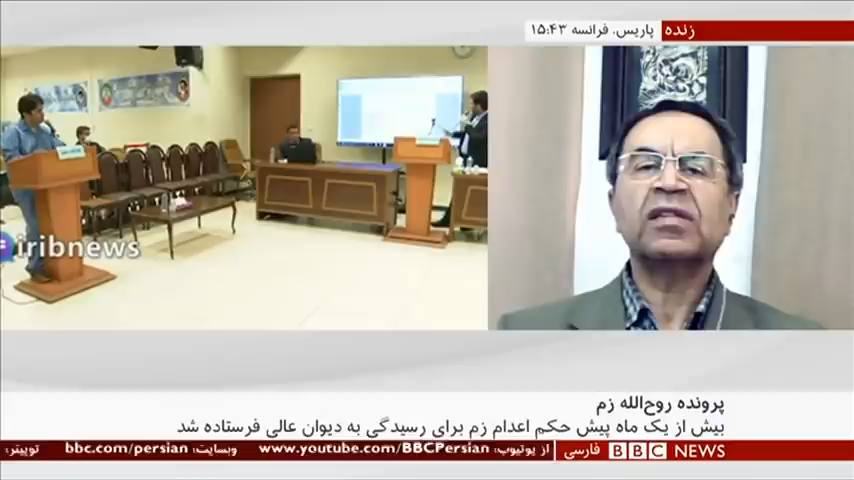 زنده پاریس، فرانسه ۱۵:۴۳
iribnews
پرونده روح‌الله زم
بیش از یک ماه پیش حکم اعدام زم برای رسیدگی به دیوان عالی فرستاده شد
BBC NEWS فارسی از یوتیوب: www.youtube.com/BBCPersian وبسایت: bbc.com/persian توییتر: